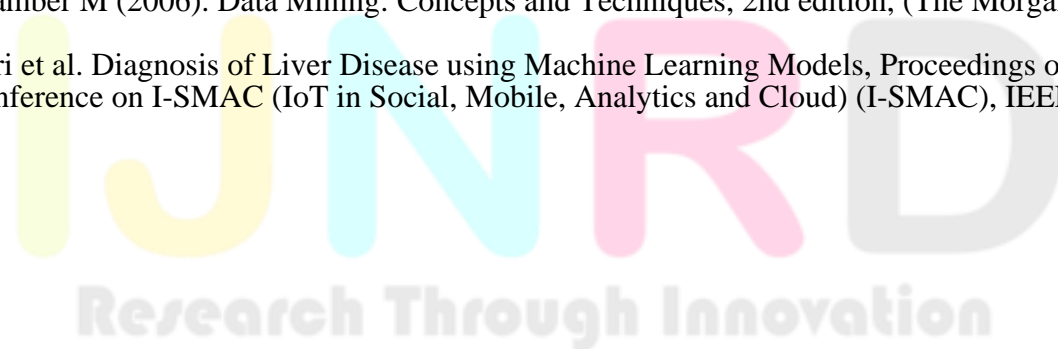 amber M (2006). Data Mining: Concepts and Techniques, 2nd edition, (The Morga
ri et al. Diagnosis of Liver Disease using Machine Learning Models, Proceedings o
nference on I-SMAC (IoT in Social, Mobile, Analytics and Cloud) (I-SMAC), IEE
IJNRD
Research Through Innovation